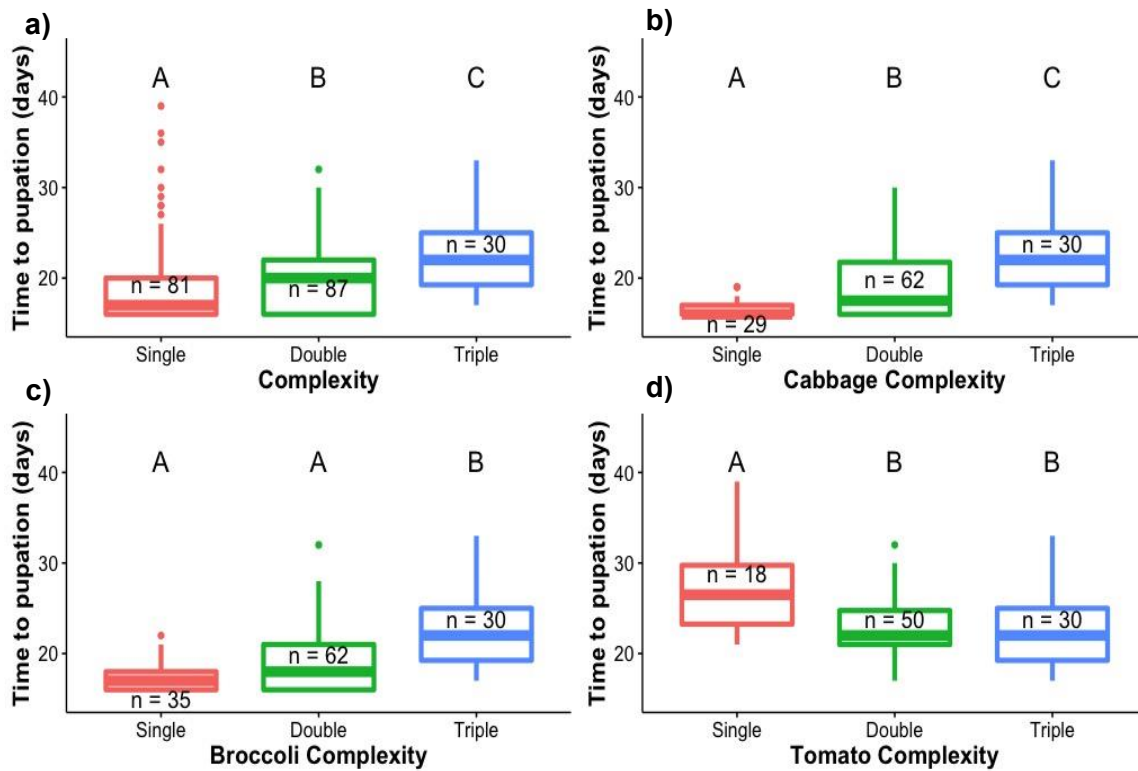 a)
Time to pupation (days)
40
30
20
A
B
C
n = 81
n = 87
n = 30
Single
Double
Triple
Complexity
b)
Time to pupation (days)
40
30
20
A
B
C
n = 29
n = 62
n = 30
Single
Double
Triple
Cabbage Complexity
c)
Time to pupation (days)
40
30
20
A
A
B
n = 35
n = 62
n = 30
Single
Double
Triple
Broccoli Complexity
d)
Time to pupation (days)
40
30
20
A
B
B
n = 18
n = 50
n = 30
Single
Double
Triple
Tomato Complexity